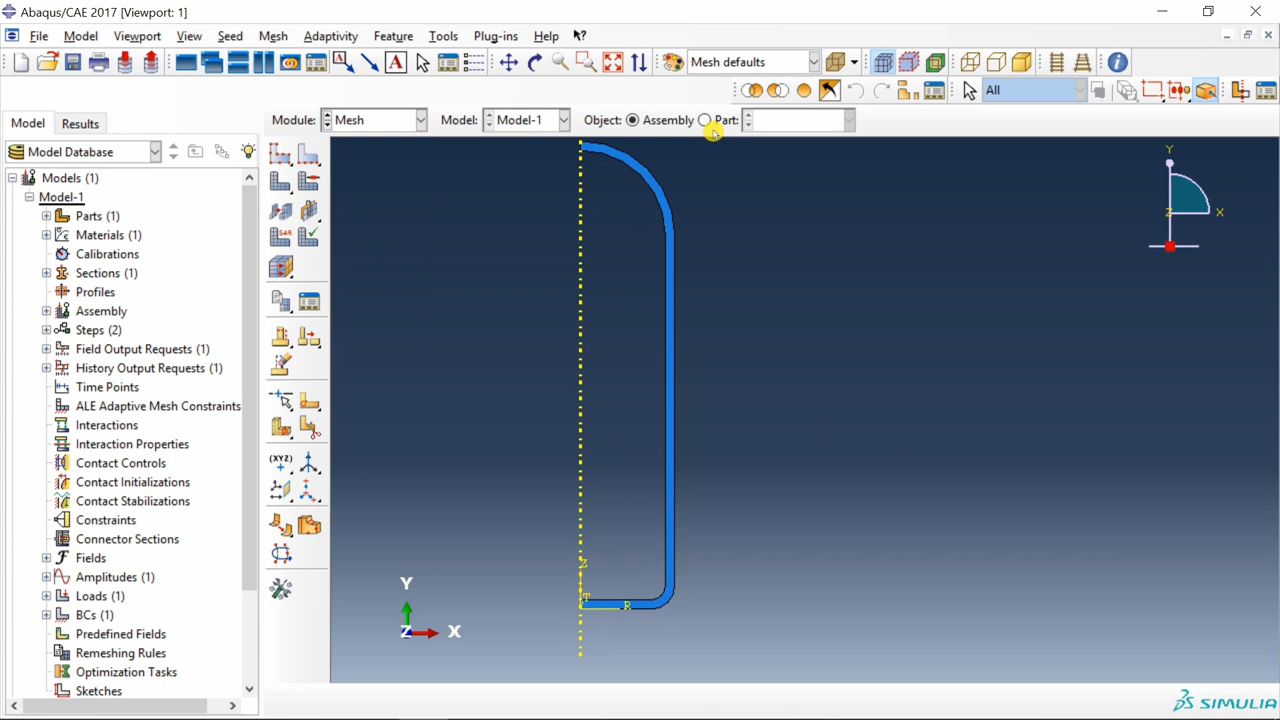 Abaqus/CAE 2017 [Viewport: 1]
File Model Viewport View Seed Mesh Adaptivity Feature Tools Plug-ins Help
A A Mesh defaults
All
Model Results Module: Mesh Model: Model-1 Object: Assembly Part:
Model Database
Models (1)
Model-1
Parts (1)
Materials (1)
Calibrations
Sections (1)
Profiles
Assembly
Steps (2)
Field Output Requests (1)
History Output Requests (1)
Time Points
ALE Adaptive Mesh Constraints
Interactions
Interaction Properties
Contact Controls
Contact Initializations
Contact Stabilizations
Constraints
Connector Sections
Fields
Amplitudes (1)
Loads (1)
BCs (1)
Predefined Fields
Remeshing Rules
Optimization Tasks
Sketches
(XYZ)
Y
Z X
Z
T R
Y
Z X
SIMULIA